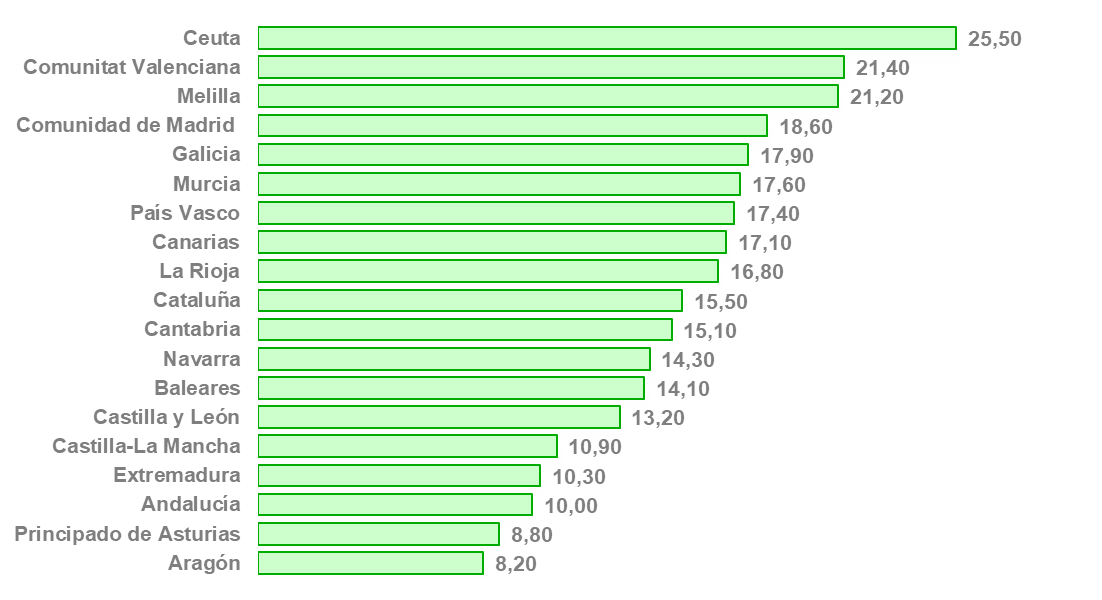 Ceuta 25,50
Comunitat Valenciana 21,40
Melilla 21,20
Comunidad de Madrid 18,60
Galicia 17,90
Murcia 17,60
País Vasco 17,40
Canarias 17,10
La Rioja 16,80
Cataluña 15,50
Cantabria 15,10
Navarra 14,30
Baleares 14,10
Castilla y León 13,20
Castilla-La Mancha 10,90
Extremadura 10,30
Andalucía 10,00
Principado de Asturias 8,80
Aragón 8,20